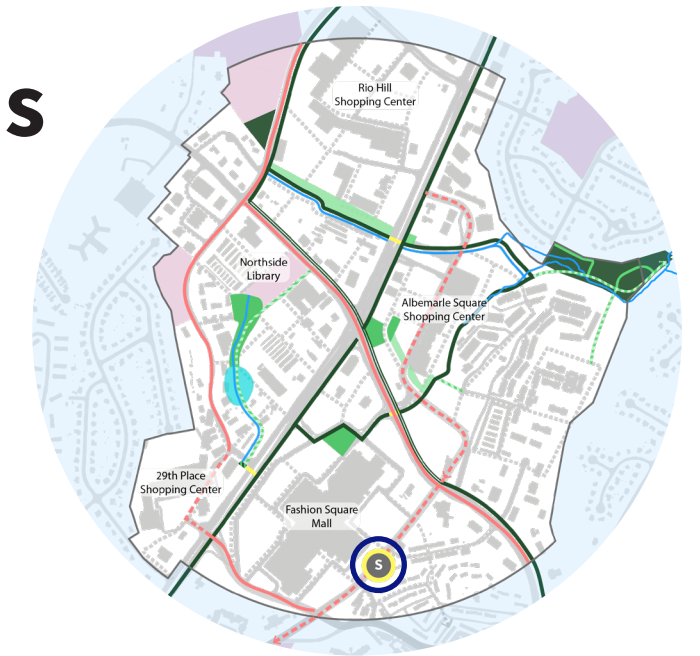 S
Rio Hill
Shopping Center
Northside
Library
Albemarle Square
Shopping Center
29th Place
Shopping Center
Fashion Square
Mall
S